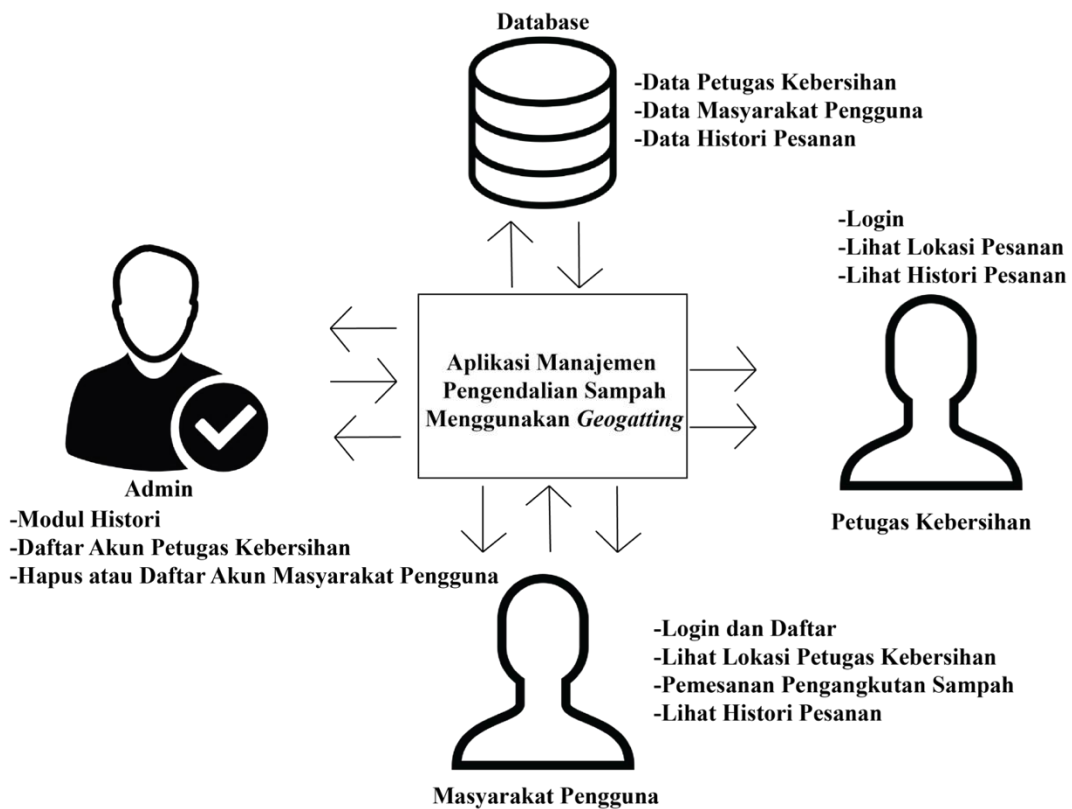 Database
-Data Petugas Kebersihan
-Data Masyarakat Pengguna
-Data Histori Pesanan
-Login
-Lihat Lokasi Pesanan
-Lihat Histori Pesanan
Aplikasi Manajemen
Pengendalian Sampah
Menggunakan Geogatting
Admin
-Modul Histori
-Daftar Akun Petugas Kebersihan
-Hapus atau Daftar Akun Masyarakat Pengguna
Petugas Kebersihan
-Login dan Daftar
-Lihat Lokasi Petugas Kebersihan
-Pemesanan Pengangkutan Sampah
-Lihat Histori Pesanan
Masyarakat Pengguna